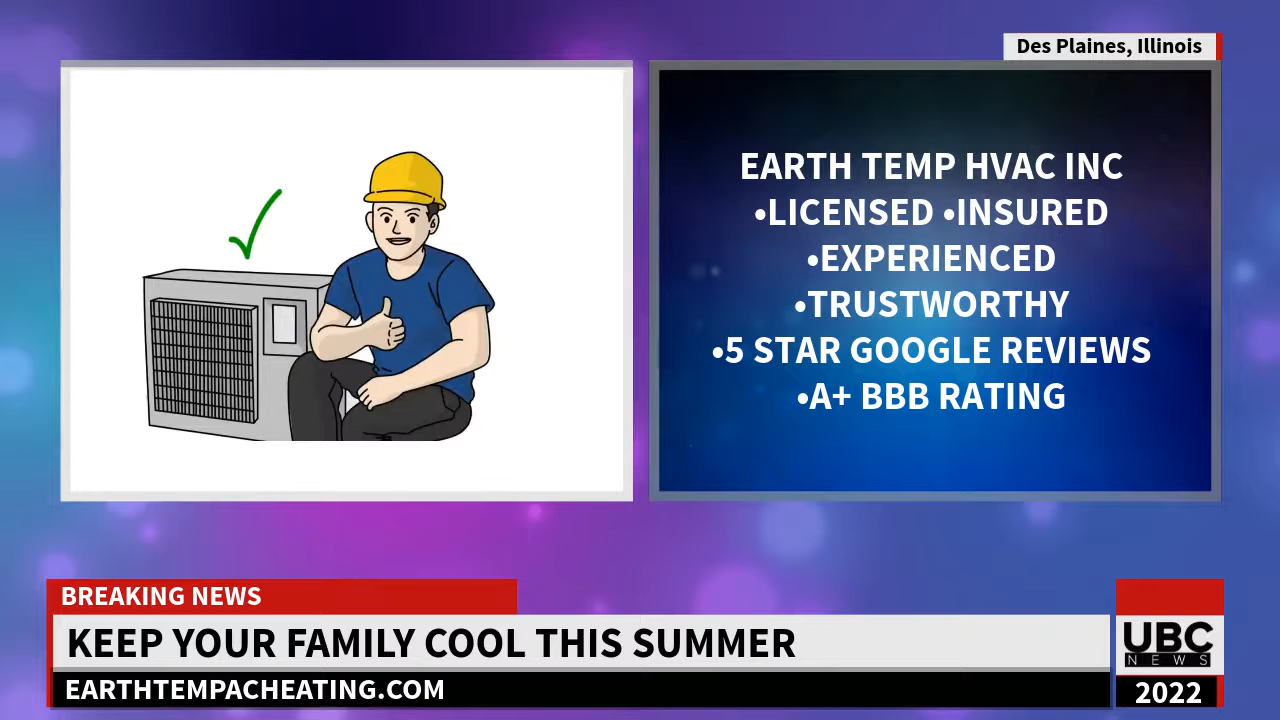 Des Plaines, Illinois
EARTH TEMP HVAC INC
•LICENSED •INSURED
•EXPERIENCED
•TRUSTWORTHY
•5 STAR GOOGLE REVIEWS
•A+ BBB RATING
BREAKING NEWS
KEEP YOUR FAMILY COOL THIS SUMMER
EARTHTEMPACHEATING.COM
UBC
NEWS
2022